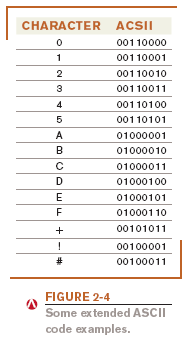 CHARACTER ACSII
0 00110000
1 00110001
2 00110010
3 00110011
4 00110100
5 00110101
A 01000001
B 01000010
C 01000011
D 01000100
E 01000101
F 01000110
+ 00101011
! 00100001
# 00100011
FIGURE 2-4
Some extended ASCII
code examples.